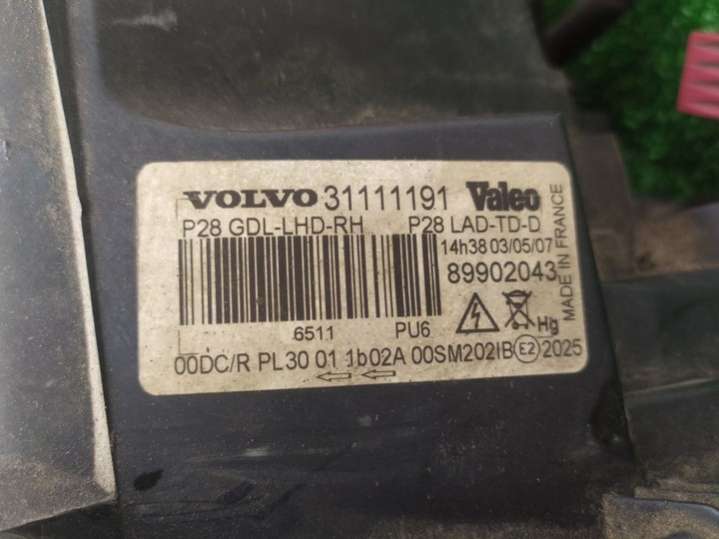 VOLVO 31111191 Valeo
P28 GDL-LHD-RH P28 LAD-TD-D
14h38 03/05/07
89902043
MADE IN FRANCE
6511 PU6
Hg
00DC/R PL30 01 1b02A 00SM202IB E2 2025